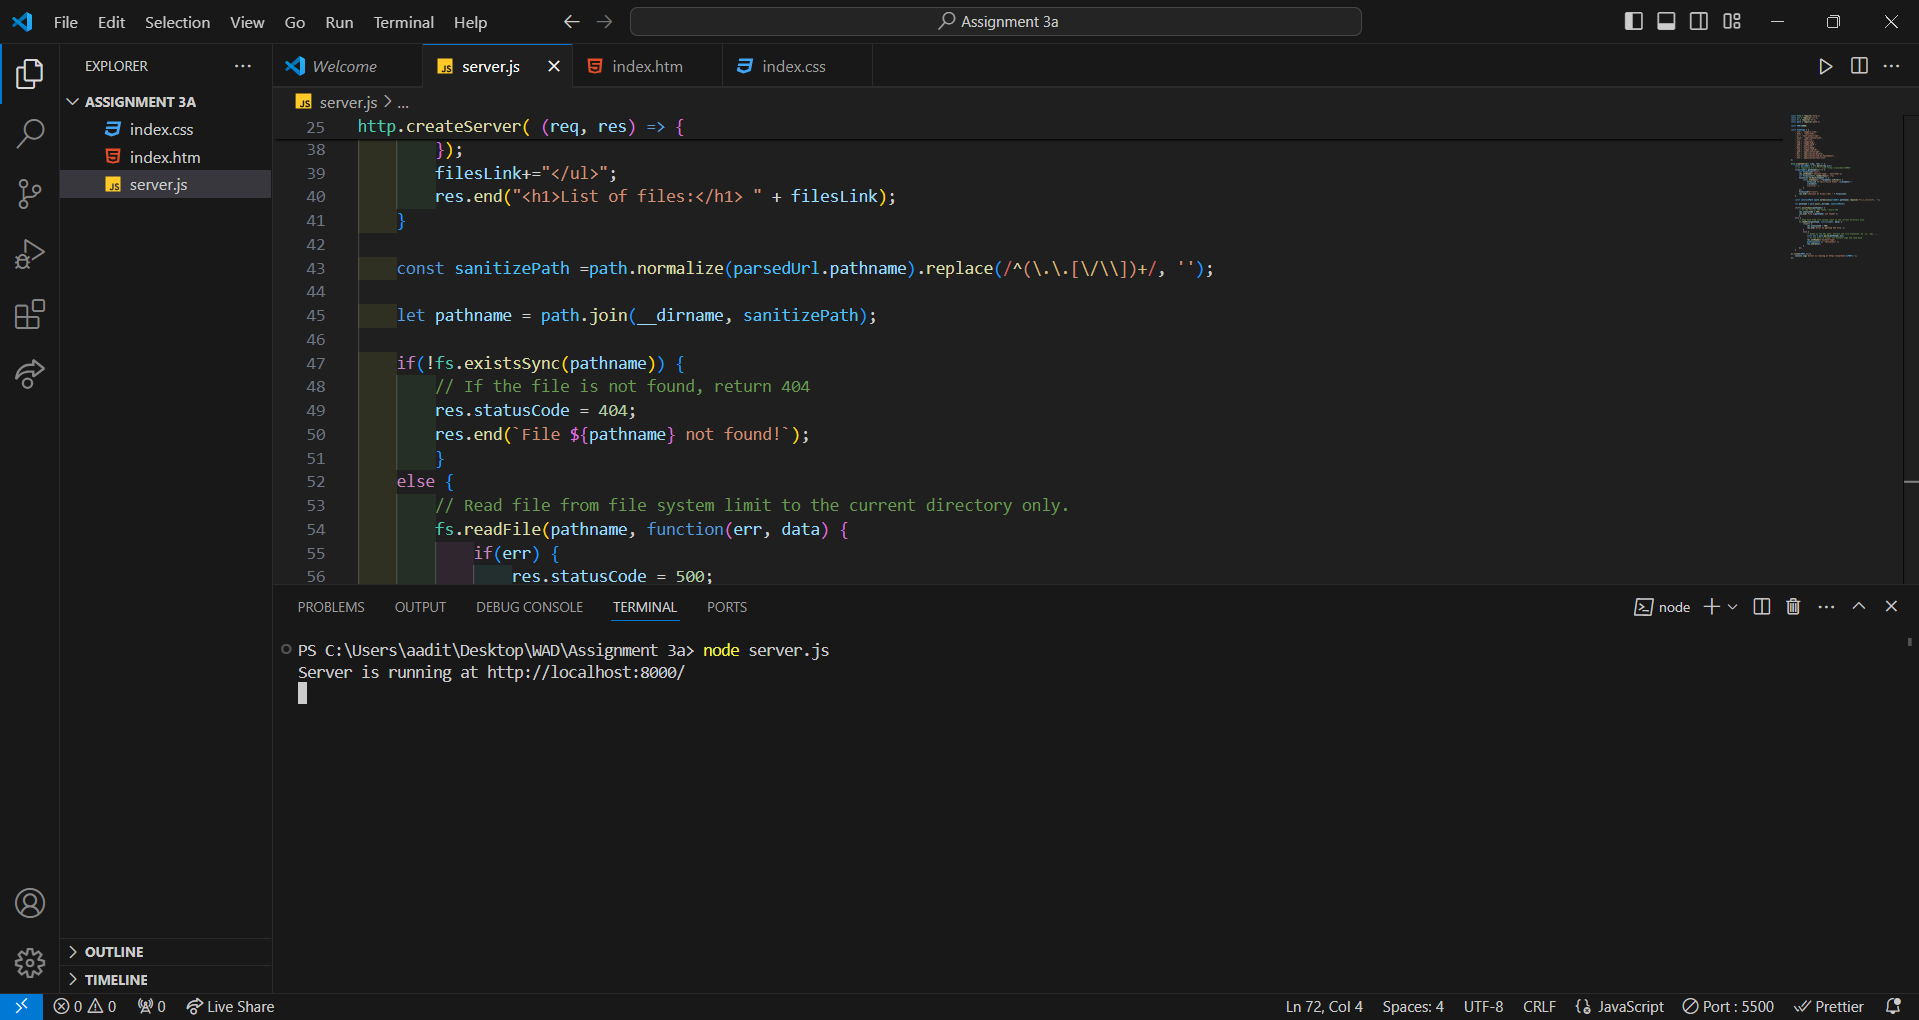 File Edit Selection View Go Run Terminal Help
Assignment 3a
EXPLORER
ASSIGNMENT 3A
index.css
index.htm
server.js
OUTLINE
TIMELINE
Welcome
server.js
index.htm
index.css
server.js > ...
25 http.createServer( (req, res) => {
38 });
39 filesLink+="</ul>";
40 res.end("<h1>List of files:</h1> " + filesLink);
41 }
42
43 const sanitizePath =path.normalize(parsedUrl.pathname).replace(/^(\.\.[\/\\])+/, '');
44
45 let pathname = path.join(__dirname, sanitizePath);
46
47 if(!fs.existsSync(pathname)) {
48 // If the file is not found, return 404
49 res.statusCode = 404;
50 res.end(`File ${pathname} not found!`);
51 }
52 else {
53 // Read file from file system limit to the current directory only.
54 fs.readFile(pathname, function(err, data) {
55 if(err) {
56 res.statusCode = 500;
PROBLEMS OUTPUT DEBUG CONSOLE TERMINAL PORTS
node
PS C:\Users\aadit\Desktop\WAD\Assignment 3a> node server.js
Server is running at http://localhost:8000/
0 0 0 Live Share
Ln 72, Col 4 Spaces: 4 UTF-8 CRLF JavaScript Port : 5500 Prettier